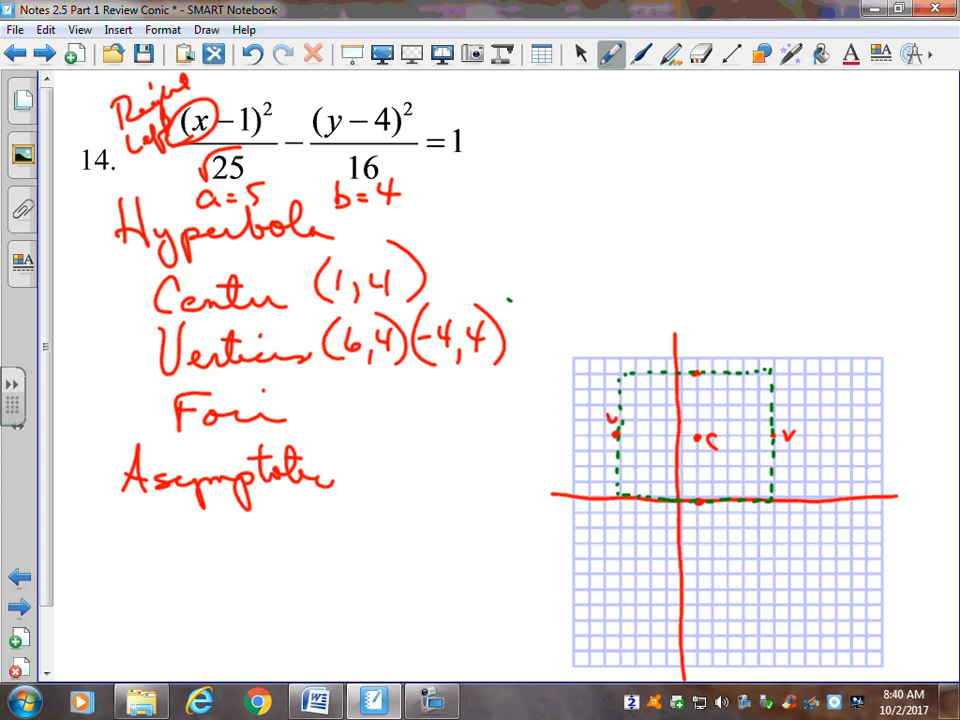 Notes 2.5 Part 1 Review Conic * - SMART Notebook
File Edit View Insert Format Tools Draw Help
Right
Left
14. (x – 1)² / 25 – (y – 4)² / 16 = 1
√
a = 5 b = 4
Hyperbola
Center (1,4)
Vertices (6,4)(-4,4)
Foci
Asymptotes
V C V
8:40 AM
10/2/2017